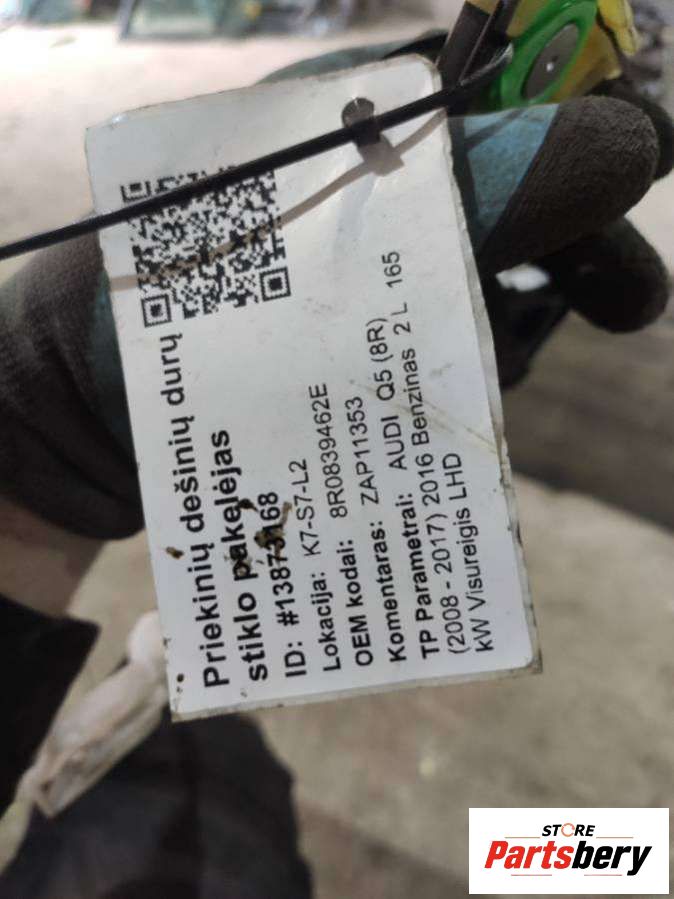 Priekinių dešinių durų
stiklo pakelėjas
ID: #13873168
Lokacija: K7-S7-L2
OEM kodai: 8R0839462E
Komentaras: ZAP11353
TP Parametrai: AUDI Q5 (8R)
(2008 - 2017) 2016 Benzinas 2 L 165
kW Visureigis LHD
STORE
Partsbery